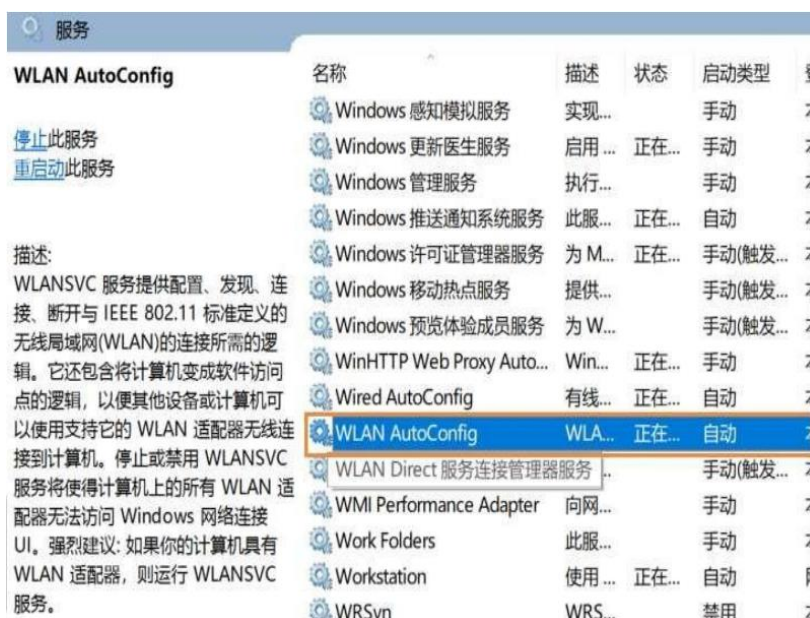 服务
WLAN AutoConfig
停止此服务
重启动此服务
描述:
WLANSVC 服务提供配置、发现、连
接、断开与 IEEE 802.11 标准定义的
无线局域网(WLAN)的连接所需的逻
辑。它还包含将计算机变成软件访问
点的逻辑，以便其他设备或计算机可
以使用支持它的 WLAN 适配器无线连
接到计算机。停止或禁用 WLANSVC
服务将使得计算机上的所有 WLAN 适
配器无法访问 Windows 网络连接
UI。强烈建议: 如果你的计算机具有
WLAN 适配器，则运行 WLANSVC
服务。
名称 描述 状态 启动类型
Windows 感知模拟服务 实现... 手动
Windows 更新医生服务 启用 ... 正在... 手动
Windows 管理服务 执行... 手动
Windows 推送通知系统服务 此服... 正在... 自动
Windows 许可证管理器服务 为 M... 正在... 手动(触发...
Windows 移动热点服务 提供... 手动(触发...
Windows 预览体验成员服务 为 W... 手动(触发...
WinHTTP Web Proxy Auto... Win... 正在... 手动
Wired AutoConfig 有线... 正在... 自动
WLAN AutoConfig WLA... 正在... 自动
WLAN Direct 服务连接管理器服务 .. 手动(触发...
WMI Performance Adapter 向网... 手动
Work Folders 此服... 手动
Workstation 使用 ... 正在... 自动
WRSvn WRS... 禁用